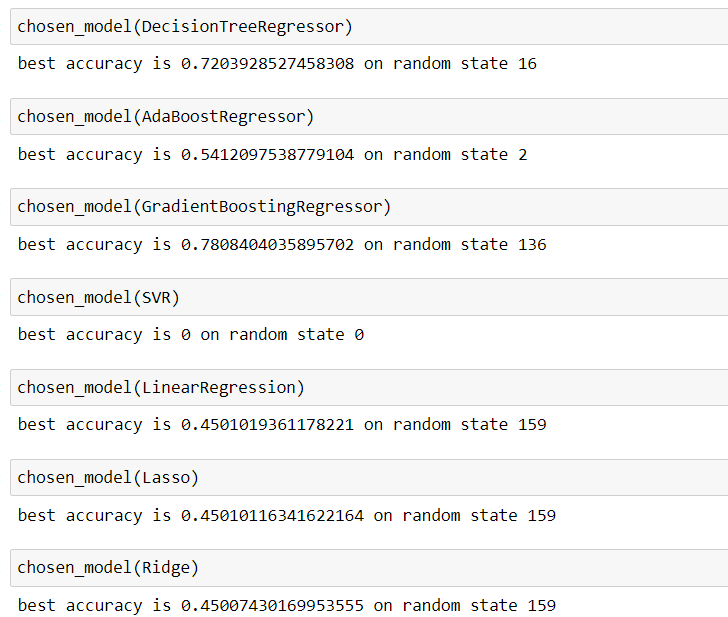 chosen_model(DecisionTreeRegressor)
best accuracy is 0.7203928527458308 on random state 16
chosen_model(AdaBoostRegressor)
best accuracy is 0.5412097538779104 on random state 2
chosen_model(GradientBoostingRegressor)
best accuracy is 0.7808404035895702 on random state 136
chosen_model(SVR)
best accuracy is 0 on random state 0
chosen_model(LinearRegression)
best accuracy is 0.4501019361178221 on random state 159
chosen_model(Lasso)
best accuracy is 0.45010116341622164 on random state 159
chosen_model(Ridge)
best accuracy is 0.45007430169953555 on random state 159